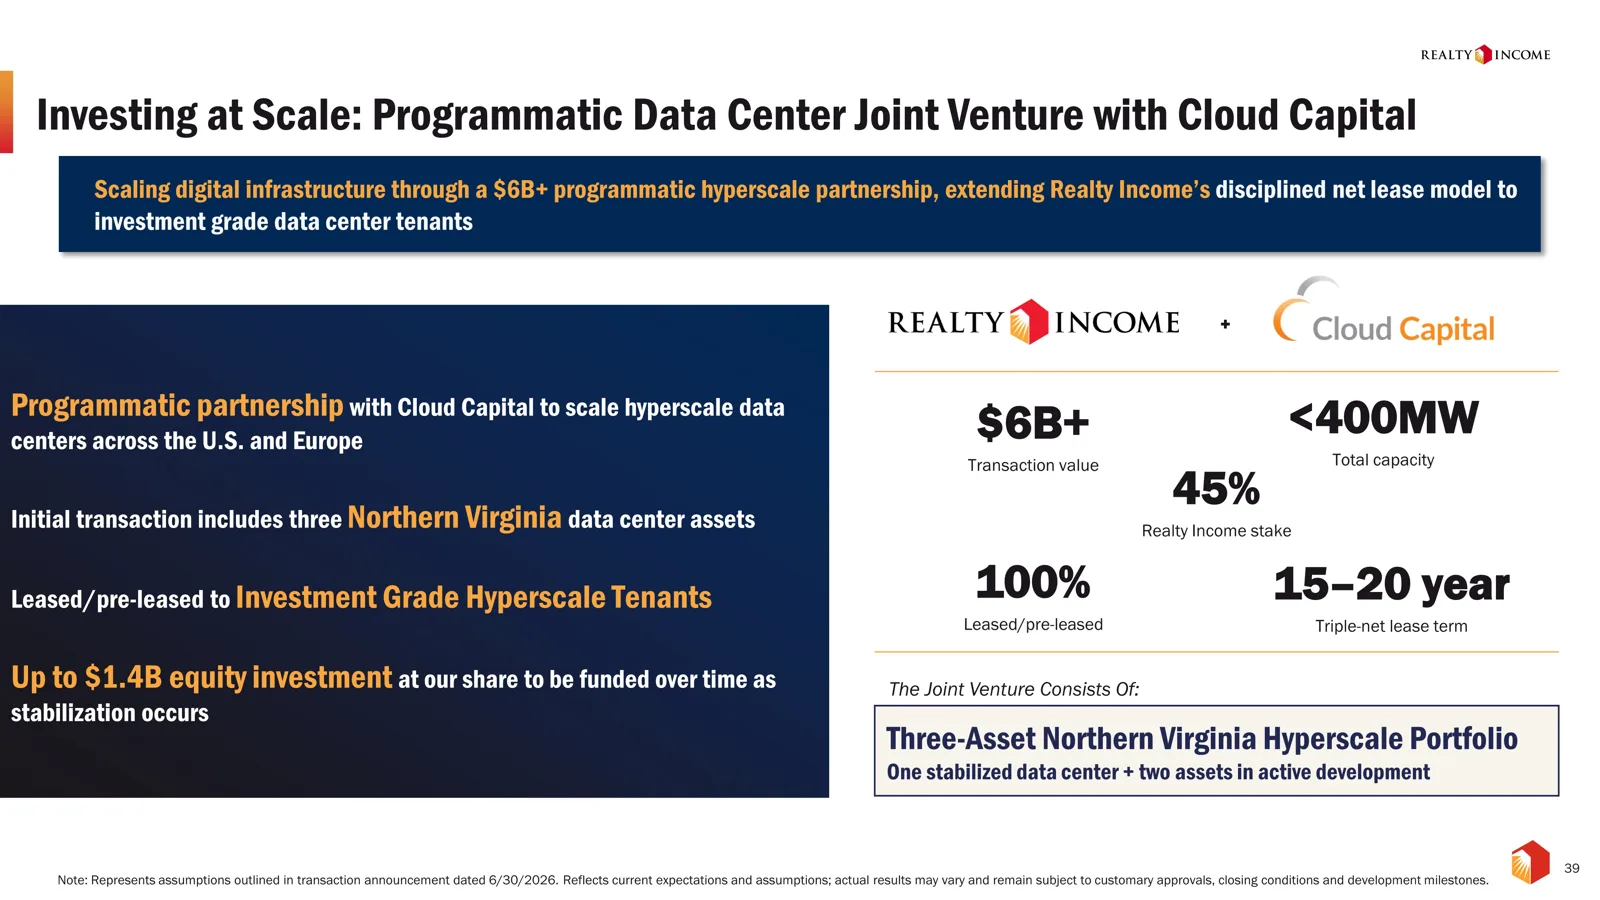 REALTY INCOME
Investing at Scale: Programmatic Data Center Joint Venture with Cloud Capital
Scaling digital infrastructure through a $6B+ programmatic hyperscale partnership, extending Realty Income’s disciplined net lease model to
investment grade data center tenants
Programmatic partnership with Cloud Capital to scale hyperscale data
centers across the U.S. and Europe
Initial transaction includes three Northern Virginia data center assets
Leased/pre-leased to Investment Grade Hyperscale Tenants
Up to $1.4B equity investment at our share to be funded over time as
stabilization occurs
REALTY INCOME + Cloud Capital
$6B+
Transaction value
<400MW
Total capacity
45%
Realty Income stake
100%
Leased/pre-leased
15–20 year
Triple-net lease term
The Joint Venture Consists Of:
Three-Asset Northern Virginia Hyperscale Portfolio
One stabilized data center + two assets in active development
Note: Represents assumptions outlined in transaction announcement dated 6/30/2026. Reflects current expectations and assumptions; actual results may vary and remain subject to customary approvals, closing conditions and development milestones.
39